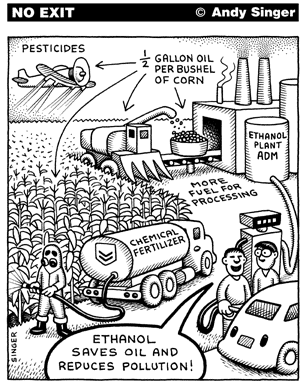 NO EXIT © Andy Singer
PESTICIDES
1/2 GALLON OIL
PER BUSHEL
OF CORN
ETHANOL
PLANT
ADM
MORE
FUEL FOR
PROCESSING
CHEMICAL
FERTILIZER
SINGER
ETHANOL
SAVES OIL AND
REDUCES POLLUTION!